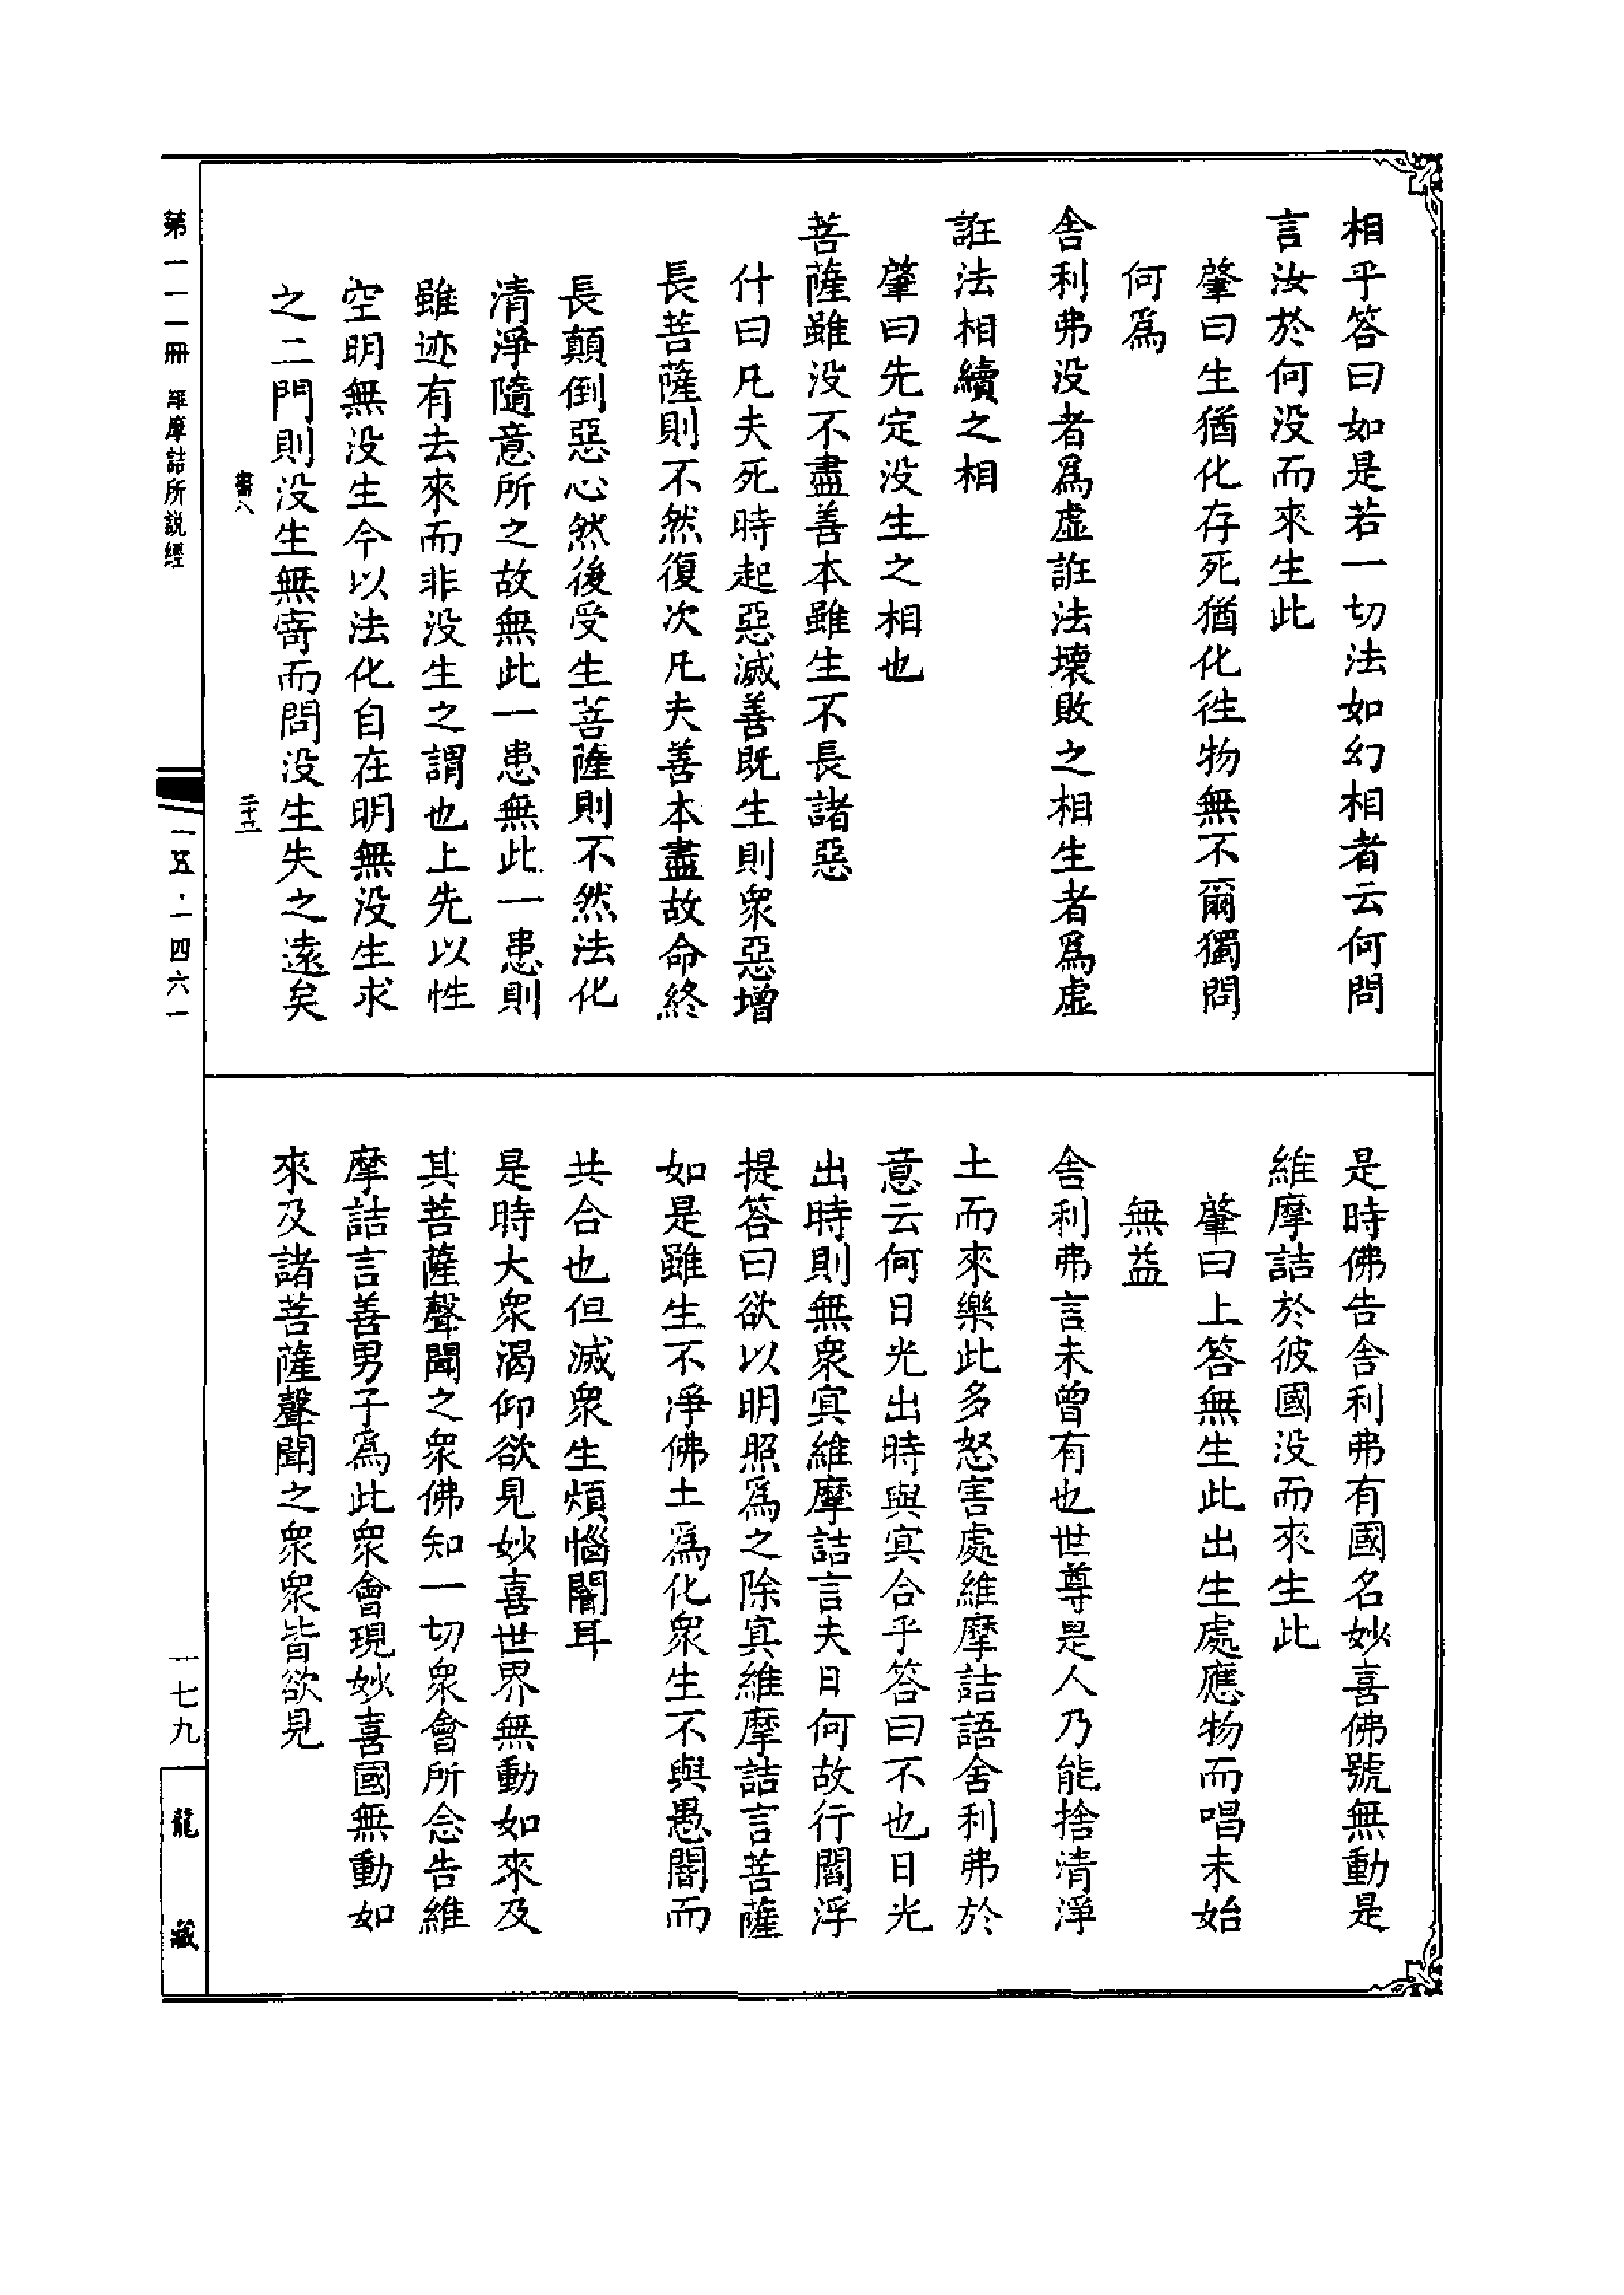 相乎答曰如是若一切法如幻相者云何問
言汝於何没而來生此
肇曰生猶化存死猶化往物無不爾獨問
何爲
舍利弗没者爲虛誑法壞敗之相生者爲虛
誑法相續之相
肇曰先定没生之相也
菩薩雖没不盡善本雖生不長諸惡
什曰凡夫死時起惡滅善既生則衆惡增
長菩薩則不然復次凡夫善本盡故命終
長顛倒惡心然後受生菩薩則不然法化
清淨隨意所之故無此一患無此一患則
雖迹有去來而非没生之謂也上先以性
空明無没生今以法化自在明無没生求
之二門則没生無寄而問没生失之遠矣
是時佛告舍利弗有國名妙喜佛號無動是
維摩詰於彼國没而來生此
肇曰上答無生此出生處應物而唱未始
無益
舍利弗言未曾有也世尊是人乃能捨清淨
土而來樂此多怒害處維摩詰語舍利弗於
意云何日光出時與冥合乎答曰不也日光
出時則無衆冥維摩詰言夫日何故行閻浮
提答曰欲以明照爲之除冥維摩詰言菩薩
如是雖生不淨佛土爲化衆生不與愚闇而
共合也但滅衆生煩惱闇耳
是時大衆渴仰欲見妙喜世界無動如來及
其菩薩聲聞之衆佛知一切衆會所念告維
摩詰言善男子爲此衆會現妙喜國無動如
來及諸菩薩聲聞之衆衆皆欲見
第一一一冊 維摩詰所説經
一五·一四六一
一七九
龍藏